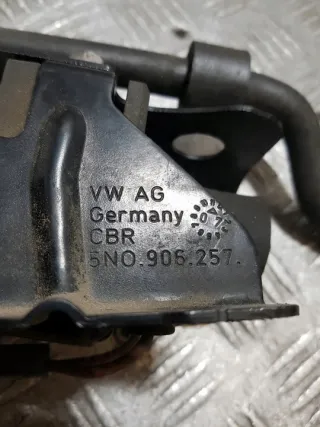 VW AG
Germany
CBR
5N0.906.257.